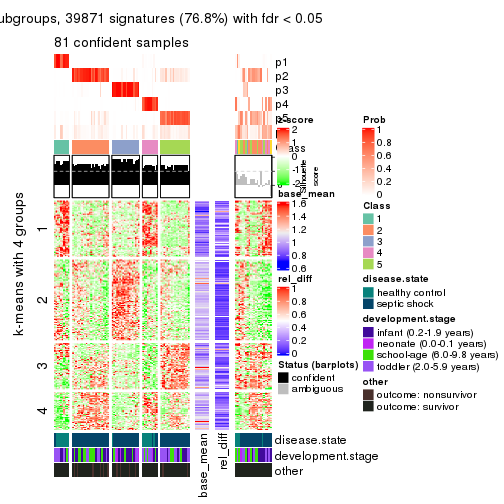 ubgroups, 39871 signatures (76.8%) with fdr < 0.05
81 confident samples
p1
p2
p3
p4
p5
Class
Silhouette
score
k-means with 4 groups
1
2
3
4
z-score
2
1
0
-1
-2
base_mean
1.6
1.4
1.2
1
0.8
0.6
rel_diff
1
0.8
0.6
0.4
0.2
0
Status (barplots)
confident
ambiguous
Prob
1
0.8
0.6
0.4
0.2
0
Class
1
2
3
4
5
disease.state
healthy control
septic shock
development.stage
infant (0.2-1.9 years)
neonate (0.0-0.1 years)
school-age (6.0-9.8 years)
toddler (2.0-5.9 years)
other
outcome: nonsurvivor
outcome: survivor
disease.state
development.stage
other
base_mean
rel_diff